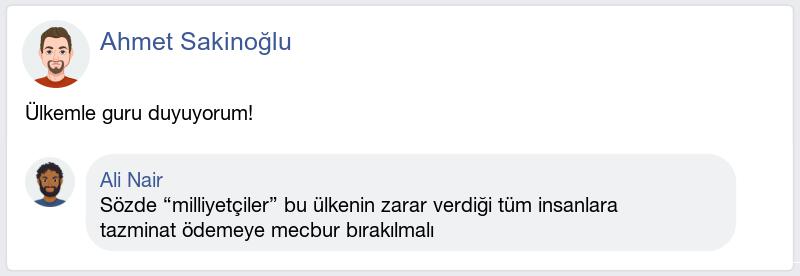 Ahmet Sakinoğlu
Ülkemle guru duyuyorum!
Ali Nair
Sözde “milliyetçiler” bu ülkenin zarar verdiği tüm insanlara
tazminat ödemeye mecbur bırakılmalı